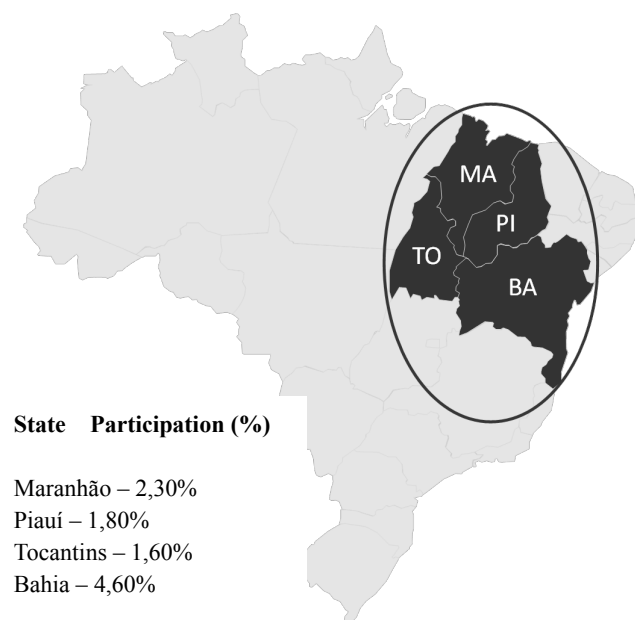 MA
PI
TO
BA
State Participation (%)
Maranhão – 2,30%
Piauí – 1,80%
Tocantins – 1,60%
Bahia – 4,60%